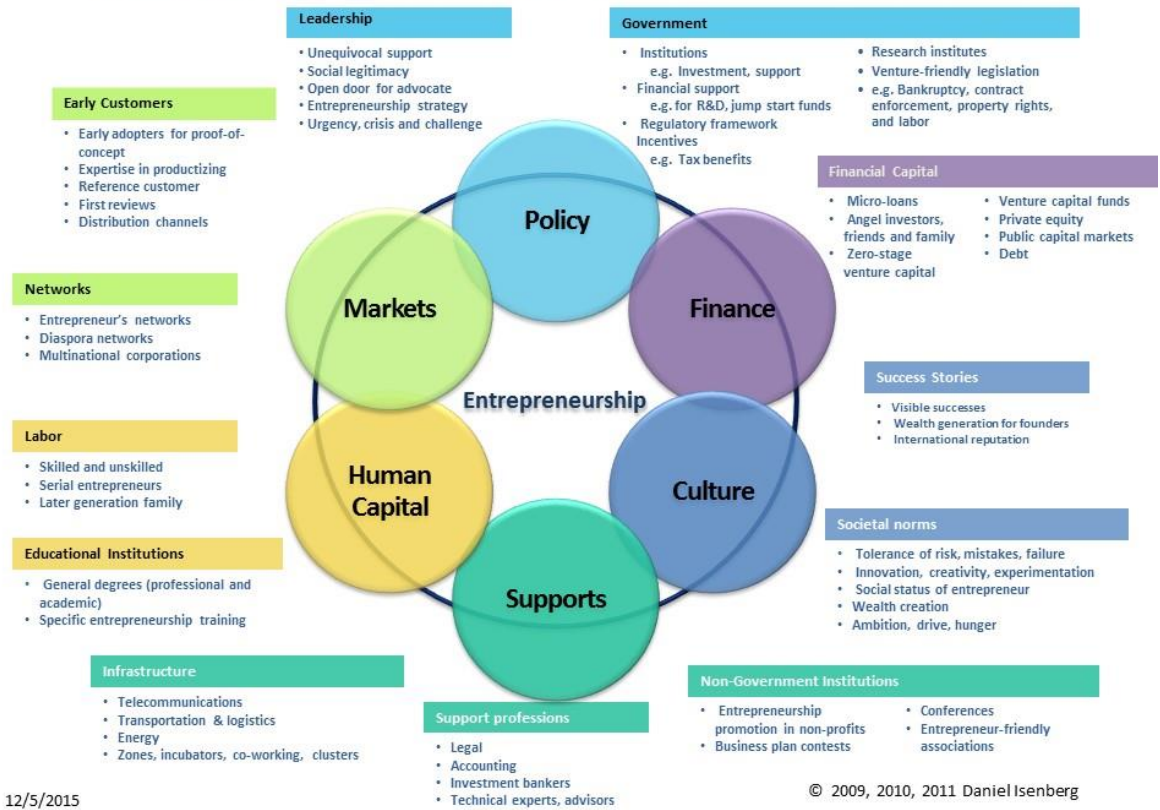 Leadership
• Unequivocal support
• Social legitimacy
• Open door for advocate
• Entrepreneurship strategy
• Urgency, crisis and challenge
Government
• Institutions
e.g. Investment, support
• Financial support
e.g. for R&D, jump start funds
• Regulatory framework
Incentives
e.g. Tax benefits
• Research institutes
• Venture-friendly legislation
• e.g. Bankruptcy, contract
enforcement, property rights,
and labor
Early Customers
• Early adopters for proof-of-
concept
• Expertise in productizing
• Reference customer
• First reviews
• Distribution channels
Financial Capital
• Micro-loans
• Angel investors,
friends and family
• Zero-stage
venture capital
• Venture capital funds
• Private equity
• Public capital markets
• Debt
Networks
• Entrepreneur's networks
• Diaspora networks
• Multinational corporations
Policy
Markets
Finance
Entrepreneurship
Human
Capital
Culture
Supports
Success Stories
• Visible successes
• Wealth generation for founders
• International reputation
Labor
• Skilled and unskilled
• Serial entrepreneurs
• Later generation family
Societal norms
• Tolerance of risk, mistakes, failure
• Innovation, creativity, experimentation
• Social status of entrepreneur
• Wealth creation
• Ambition, drive, hunger
Educational Institutions
• General degrees (professional and
academic)
• Specific entrepreneurship training
Infrastructure
• Telecommunications
• Transportation & logistics
• Energy
• Zones, incubators, co-working, clusters
Support professions
• Legal
• Accounting
• Investment bankers
• Technical experts, advisors
Non-Government Institutions
• Entrepreneurship
promotion in non-profits
• Business plan contests
• Conferences
• Entrepreneur-friendly
associations
12/5/2015
© 2009, 2010, 2011 Daniel Isenberg